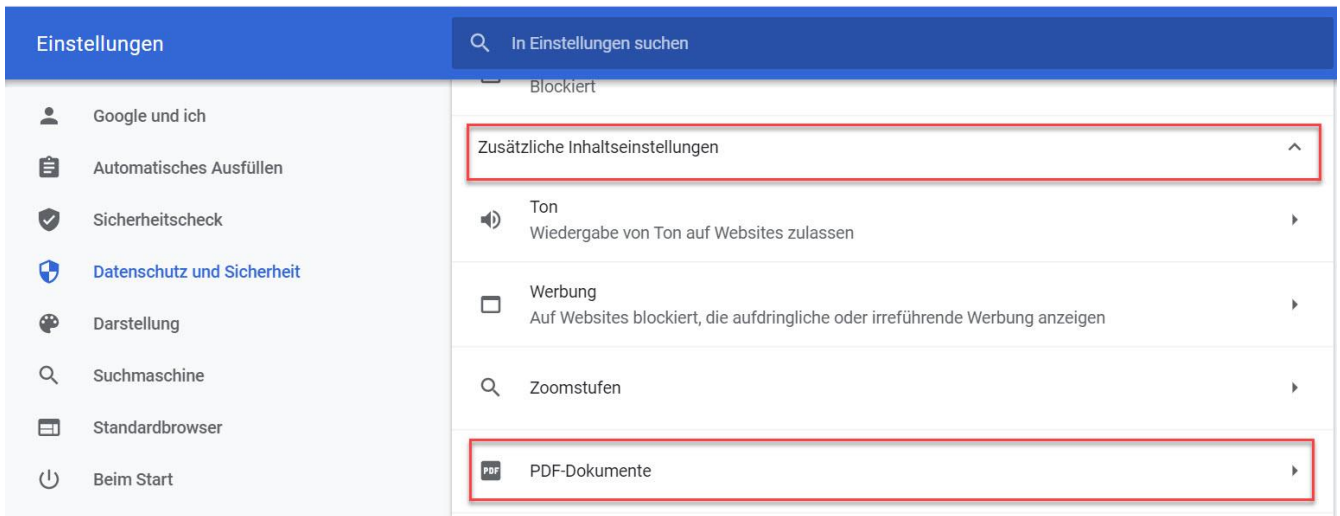 Einstellungen
In Einstellungen suchen
Google und ich
Automatisches Ausfüllen
Sicherheitscheck
Datenschutz und Sicherheit
Darstellung
Suchmaschine
Standardbrowser
Beim Start
Blockiert
Zusätzliche Inhaltseinstellungen
Ton
Wiedergabe von Ton auf Websites zulassen
Werbung
Auf Websites blockiert, die aufdringliche oder irreführende Werbung anzeigen
Zoomstufen
PDF
PDF-Dokumente